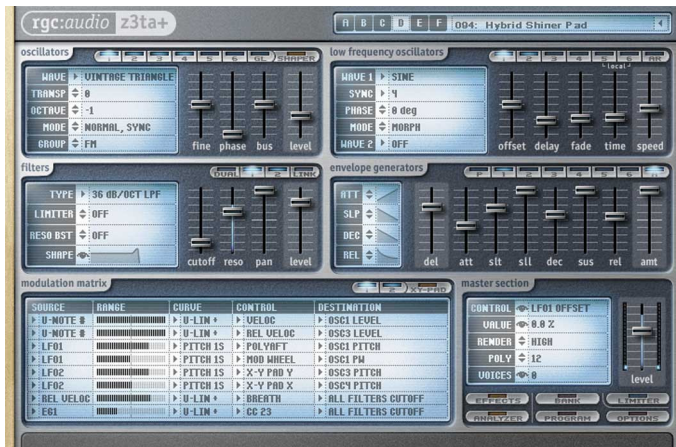 rgc:audio z3ta+
A B C D E F 094: Hybrid Shiner Pad
oscillators
1 2 3 4 5 6 GL SHAPER
WAVE VINTAGE TRIANGLE
TRANSP 0
OCTAVE -1
MODE NORMAL, SYNC
GROUP FM
fine phase bus level
low frequency oscillators
1 2 3 4 5 6 AR
local
WAVE 1 SINE
SYNC 4
PHASE 0 deg
MODE MORPH
WAVE 2 OFF
offset delay fade time speed
filters
DUAL 1 2 LINK
TYPE 36 dB/OCT LPF
LIMITER OFF
RESO BST OFF
SHAPE
cutoff reso pan level
envelope generators
P 1 2 3 4 5 6 A
ATT
SLP
DEC
REL
del att slt sll dec sus rel amt
modulation matrix
1 2 XY-PAD
SOURCE RANGE CURVE CONTROL DESTINATION
U-NOTE # U-LIN + VELOC OSC1 LEVEL
U-NOTE # U-LIN + REL VELOC OSC3 LEVEL
LFO1 PITCH 1S POLYAFT OSC1 PITCH
LFO1 PITCH 1S MOD WHEEL OSC1 PW
LFO2 PITCH 1S X-Y PAD Y OSC3 PITCH
LFO2 PITCH 1S X-Y PAD X OSC4 PITCH
REL VELOC U-LIN + BREATH ALL FILTERS CUTOFF
EG1 U-LIN + CC 23 ALL FILTERS CUTOFF
master section
CONTROL LFO1 OFFSET
VALUE 0.0 %
RENDER HIGH
POLY 12
VOICES 0
level
EFFECTS BANK LIMITER
ANALYZER PROGRAM OPTIONS